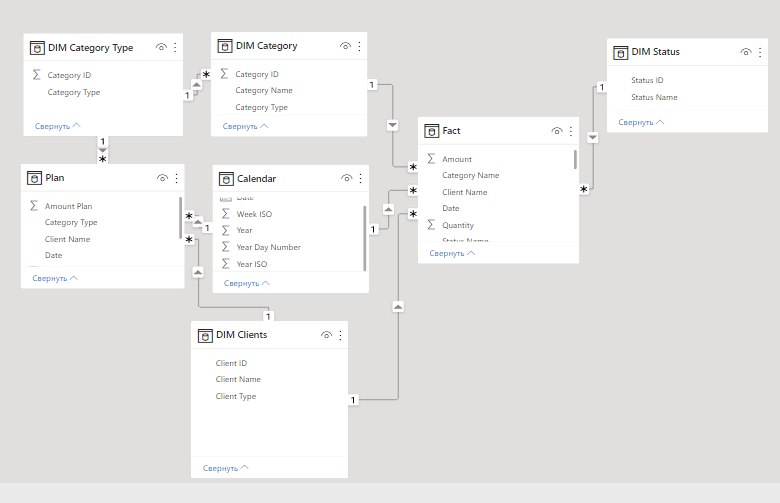 DIM Category Type
Category ID
Category Type
Свернуть
DIM Category
Category ID
Category Name
Category Type
Свернуть
DIM Status
Status ID
Status Name
Свернуть
Fact
Amount
Category Name
Client Name
Date
Quantity
Status Name
Свернуть
Plan
Amount Plan
Category Type
Client Name
Date
Свернуть
Calendar
Date
Week ISO
Year
Year Day Number
Year ISO
Свернуть
DIM Clients
Client ID
Client Name
Client Type
Свернуть
1
*
1
*
1
*
1
*
1
*
*
1
*
1
*
1
1